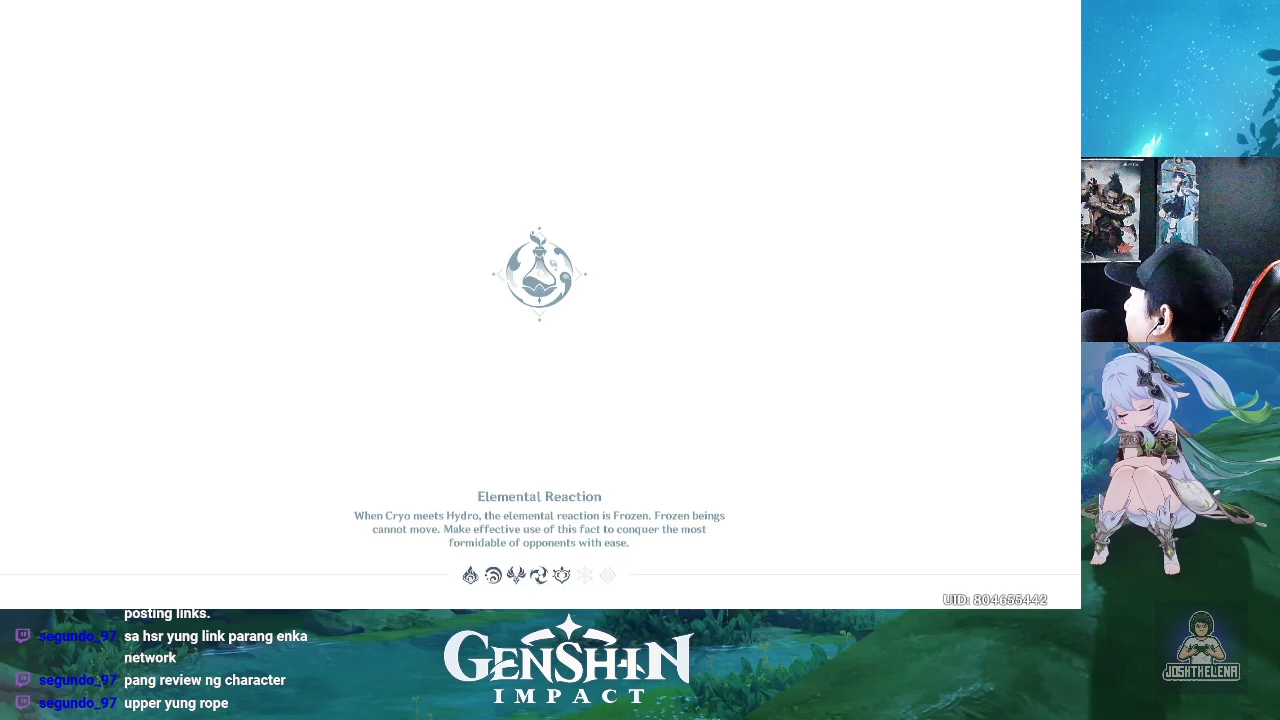 Elemental Reaction
When Cryo meets Hydro, the elemental reaction is Frozen. Frozen beings
cannot move. Make effective use of this fact to conquer the most
formidable of opponents with ease.
UID: 804655442
posting links.
segundo_97 sa hsr yung link parang enka
network
segundo_97 pang review ng character
segundo_97 upper yung rope
GENSHIN
IMPACT
JOSHTHELENA